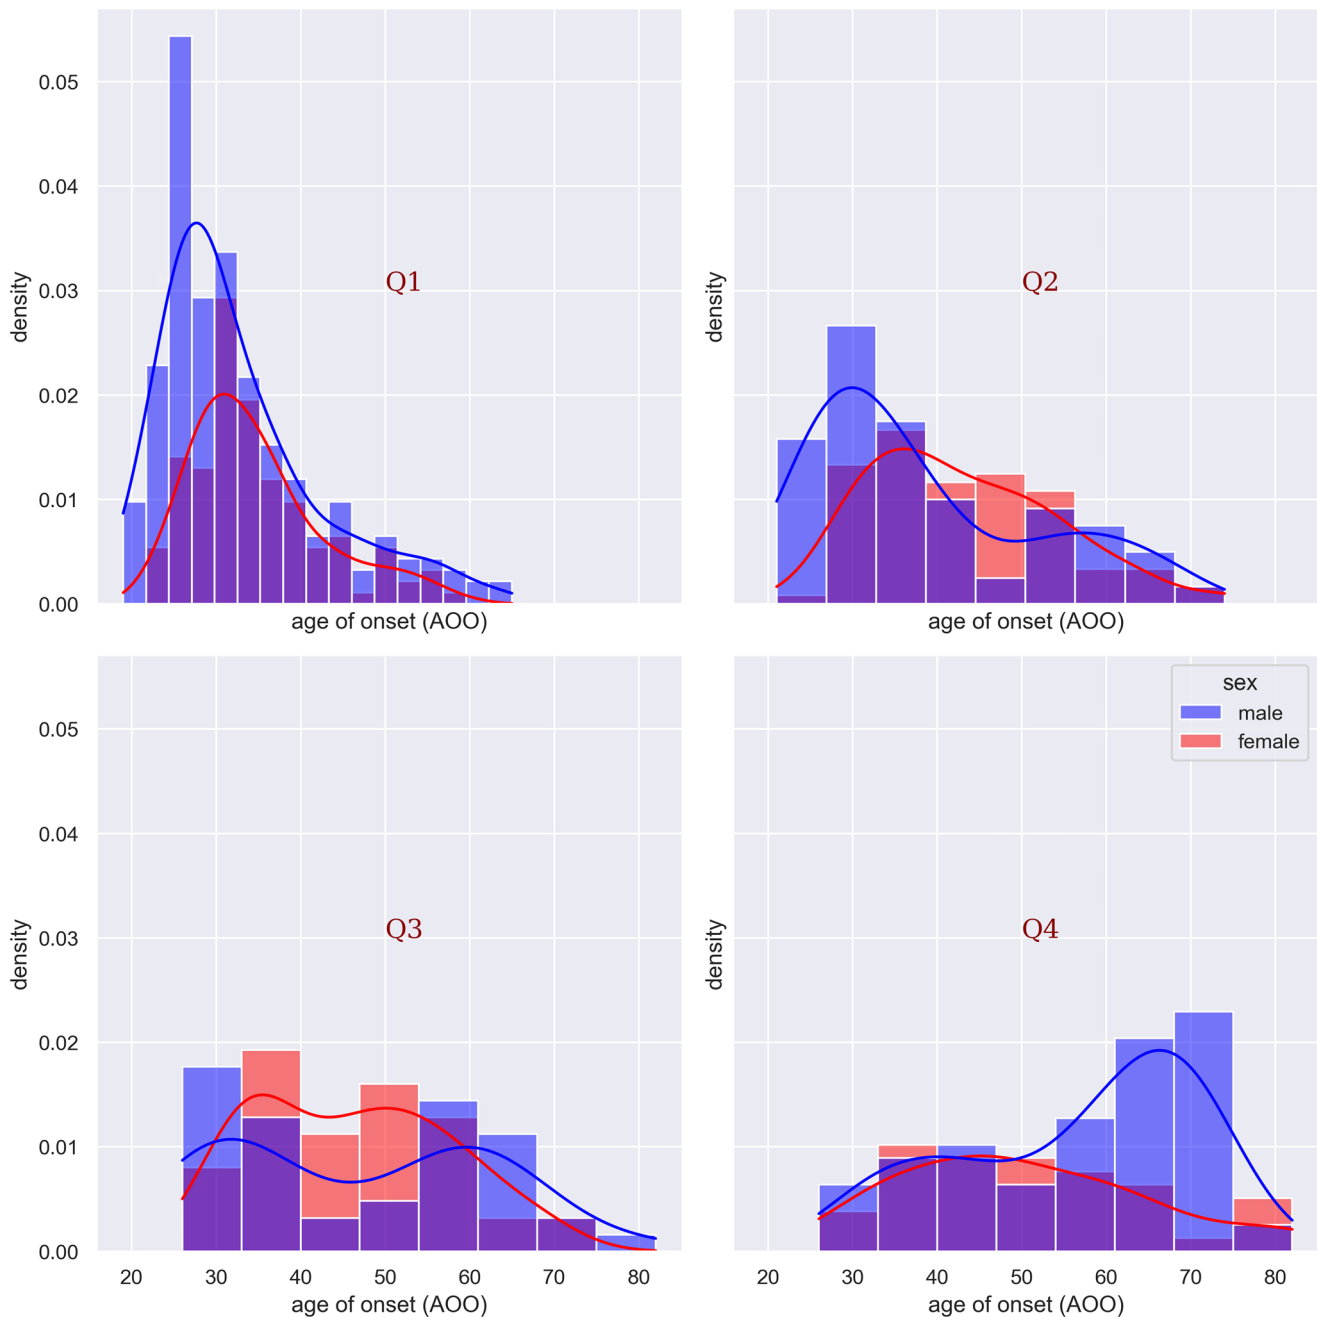 0.05
0.04
0.03
0.02
0.01
0.00
density
Q1
age of onset (AOO)
density
Q2
age of onset (AOO)
0.05
0.04
0.03
0.02
0.01
0.00
density
Q3
20 30 40 50 60 70 80
age of onset (AOO)
sex
male
female
density
Q4
20 30 40 50 60 70 80
age of onset (AOO)